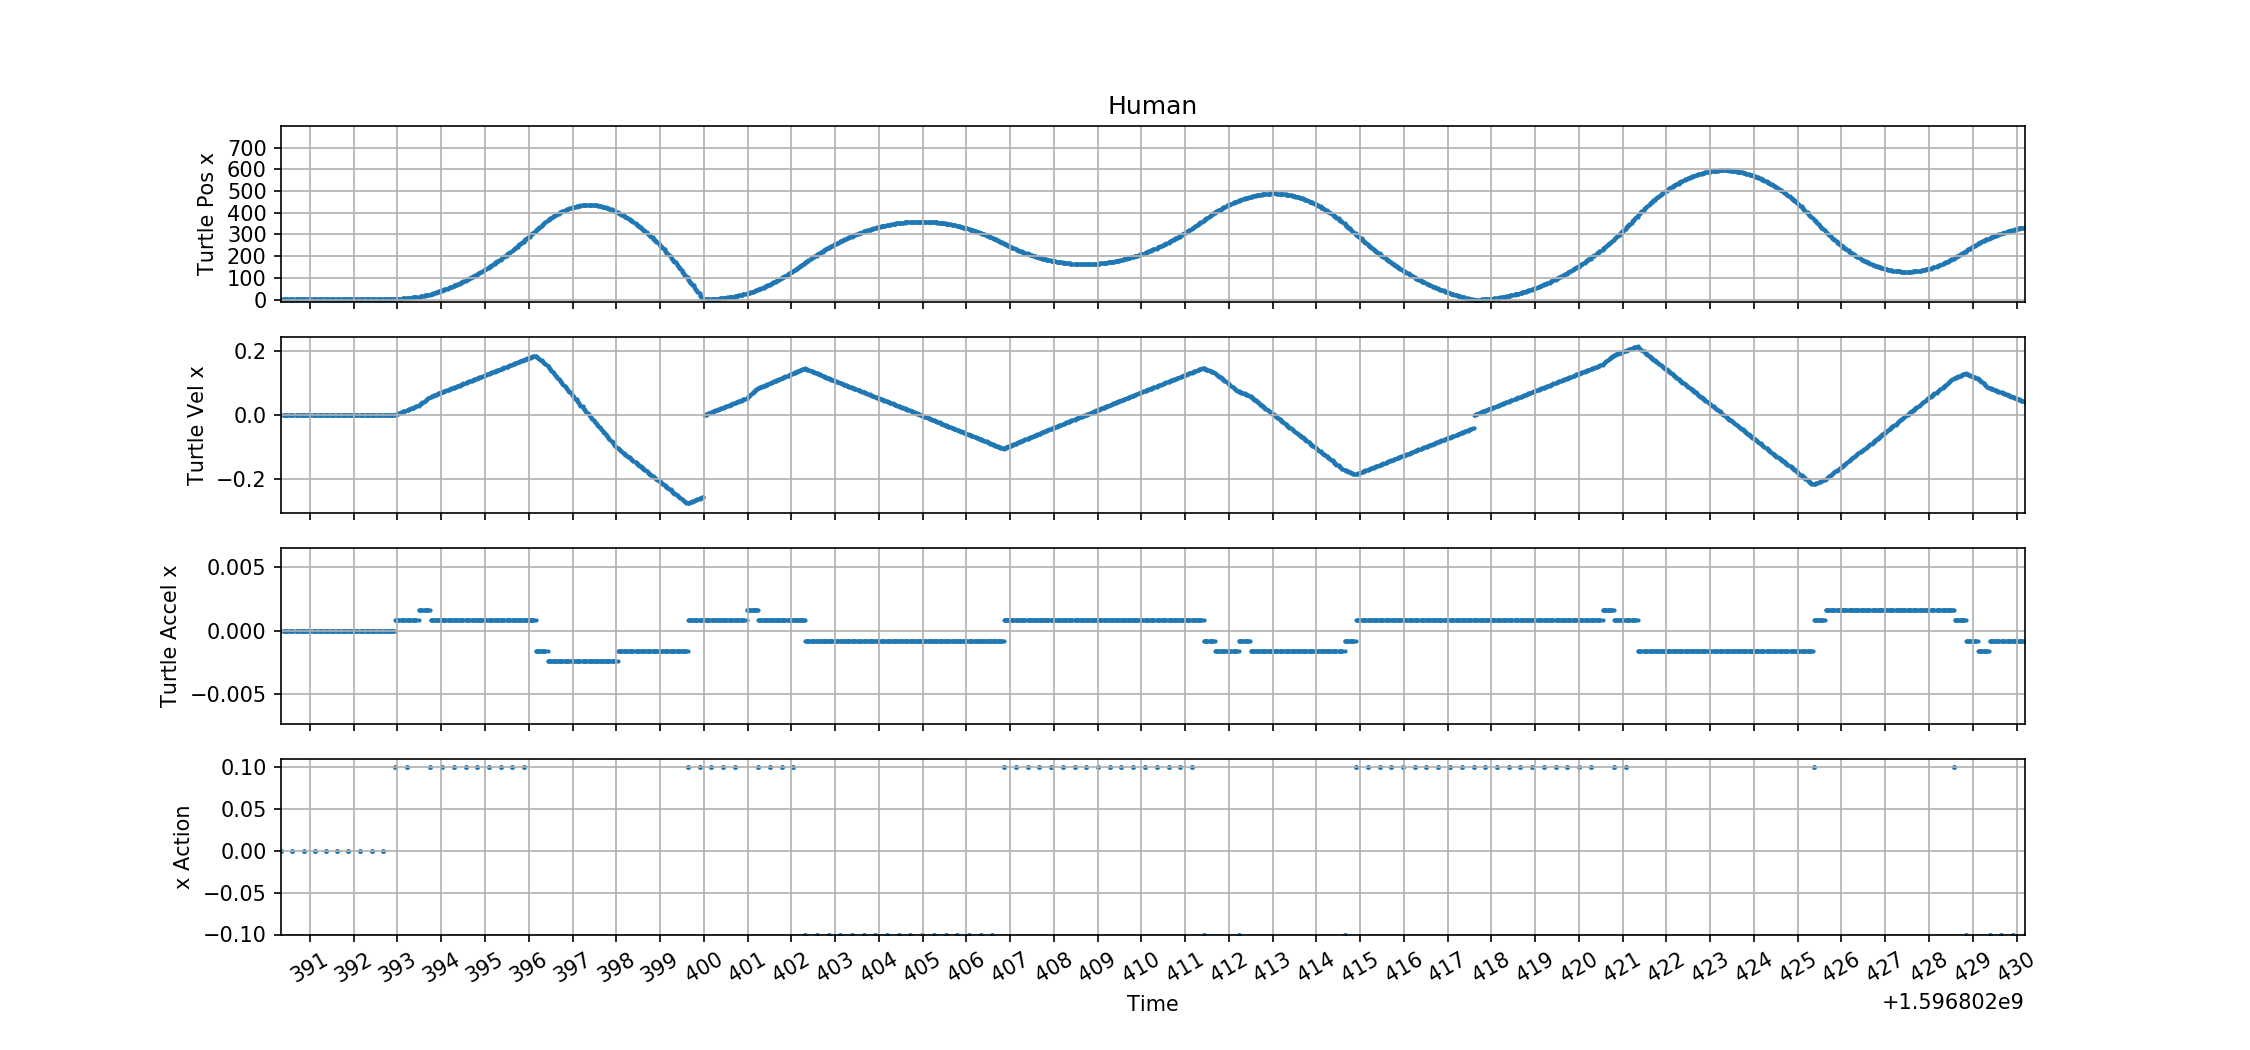 Human
Turtle Pos x
700
600
500
400
300
200
100
0
Turtle Vel x
0.2
0.0
−0.2
Turtle Accel x
0.005
0.000
−0.005
x Action
0.10
0.05
0.00
−0.05
−0.10
391 392 393 394 395 396 397 398 399 400 401 402 403 404 405 406 407 408 409 410 411 412 413 414 415 416 417 418 419 420 421 422 423 424 425 426 427 428 429 430
Time
+1.596802e9